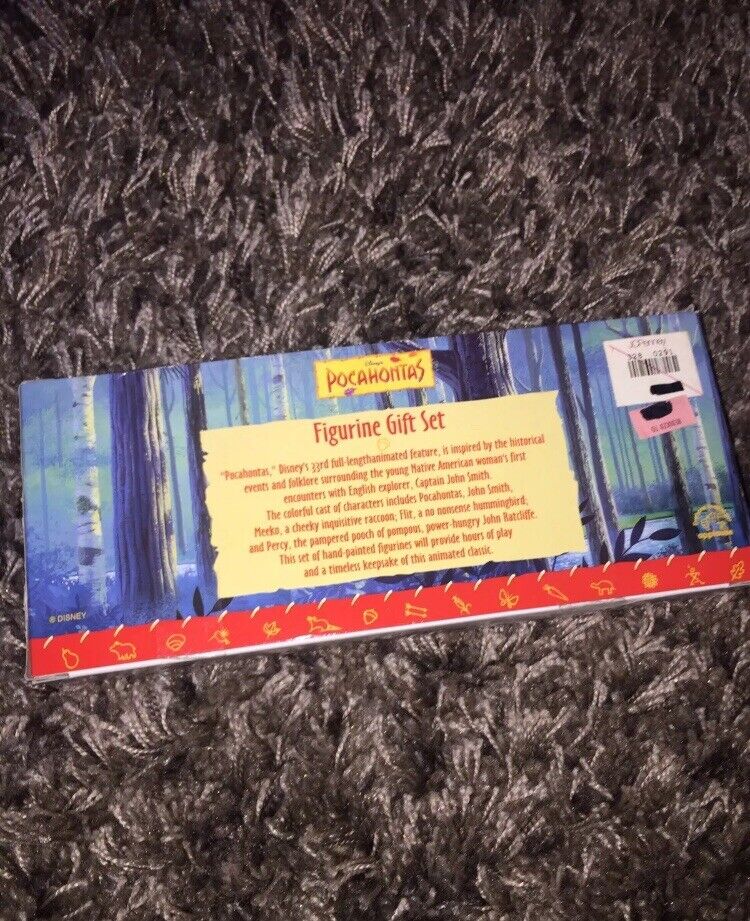 Disney's
POCAHONTAS
JCPenney
328 0291
Figurine Gift Set
"Pocahontas," Disney's 33rd full-lengthanimated feature, is inspired by the historical
events and folklore surrounding the young Native American woman's first
encounters with English explorer, Captain John Smith.
The colorful cast of characters includes Pocahontas, John Smith,
Meeko, a cheeky inquisitive raccoon; Flit, a no nonsense hummingbird;
and Percy, the pampered pooch of pompous, power-hungry John Ratcliffe.
This set of hand-painted figurines will provide hours of play
and a timeless keepsake of this animated classic.
© DISNEY